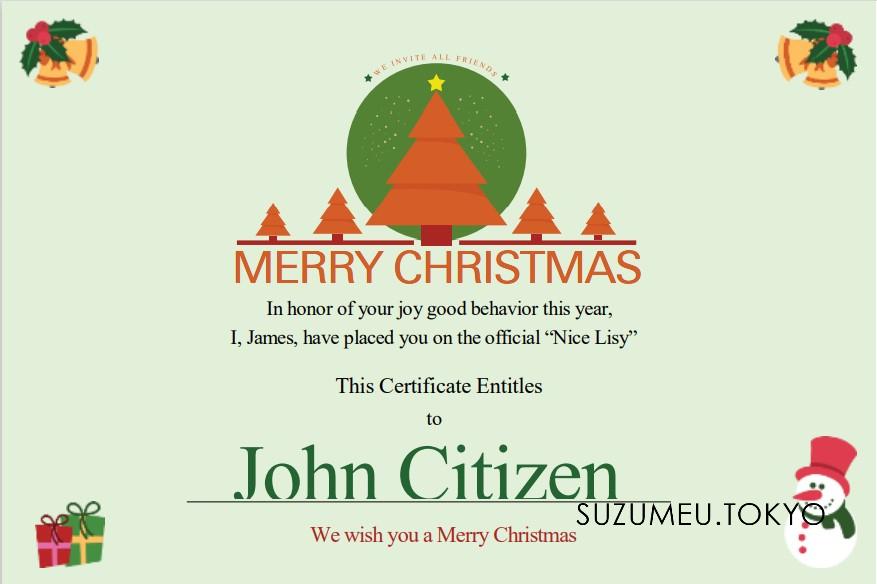 WE INVITE ALL FRIENDS
MERRY CHRISTMAS
In honor of your joy good behavior this year,
I, James, have placed you on the official “Nice Lisy”
This Certificate Entitles
to
John Citizen
SUZUMEU.TOKYO
We wish you a Merry Christmas